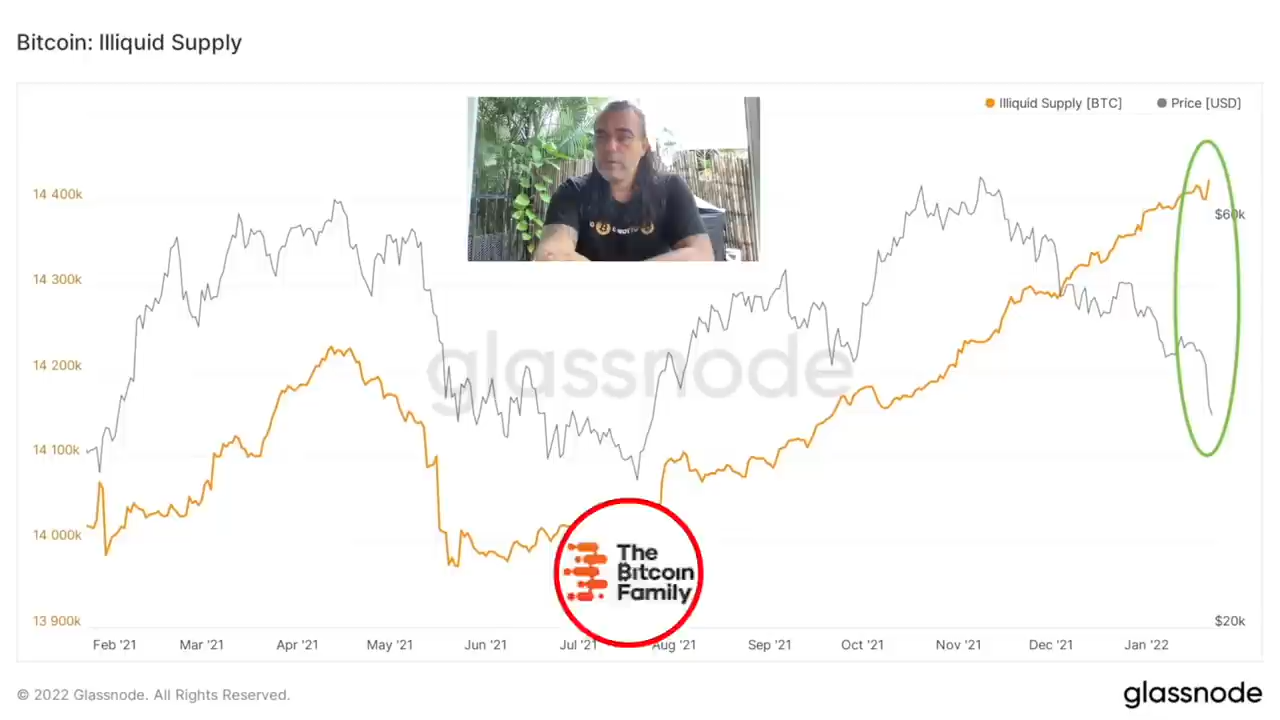 Bitcoin: Illiquid Supply
Illiquid Supply [BTC]
Price [USD]
14 400k
$60k
14 300k
glassnode
14 200k
14 100k
14 000k
The
Bitcoin
Family
13 900k
$20k
Feb '21
Mar '21
Apr '21
May '21
Jun '21
Jul '21
Aug '21
Sep '21
Oct '21
Nov '21
Dec '21
Jan '22
© 2022 Glassnode. All Rights Reserved.
glassnode